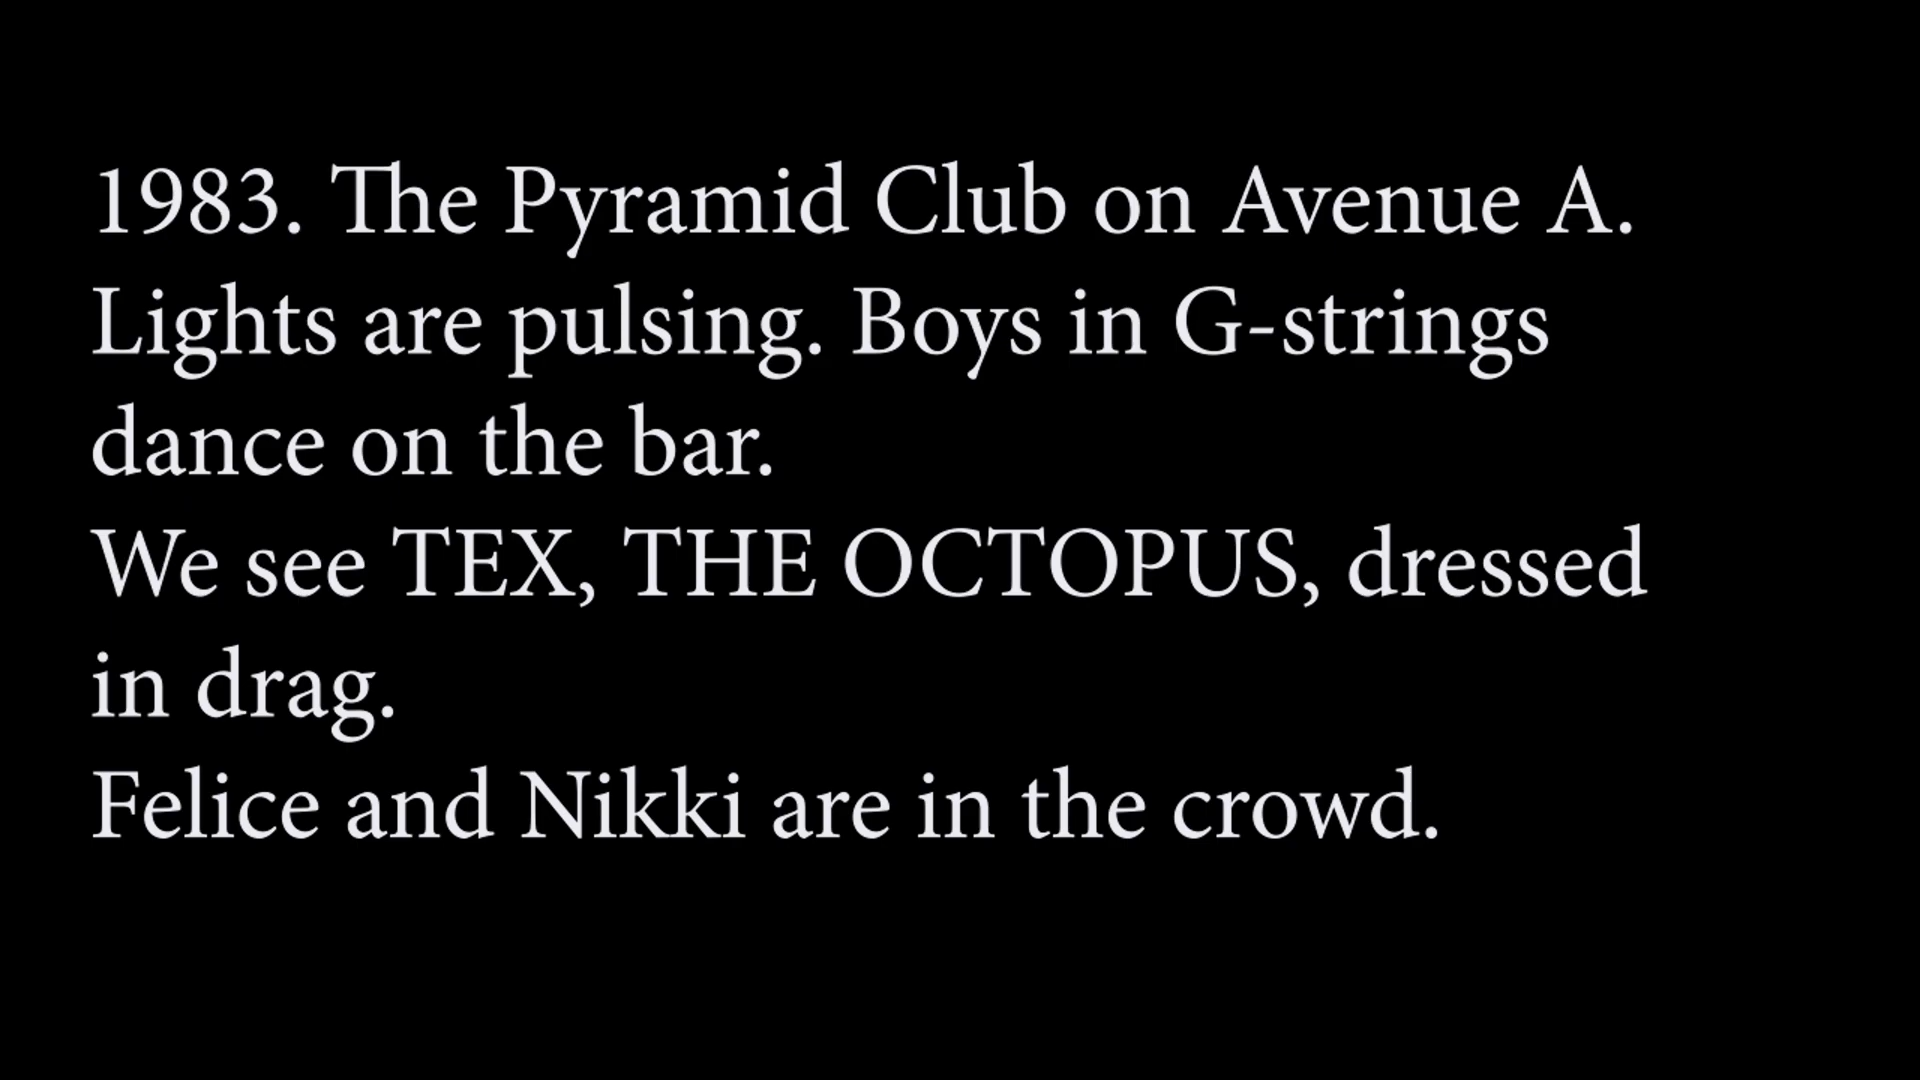 1983. The Pyramid Club on Avenue A.
Lights are pulsing. Boys in G-strings
dance on the bar.
We see TEX, THE OCTOPUS, dressed
in drag.
Felice and Nikki are in the crowd.